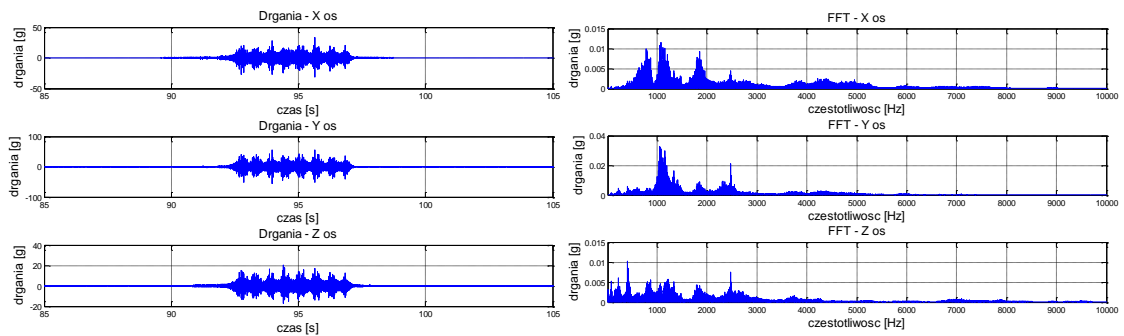 Drgania - X os
drgania [g]
50
0
-50
85 90 95 100 105
czas [s]
Drgania - Y os
drgania [g]
100
0
-100
85 90 95 100 105
czas [s]
Drgania - Z os
drgania [g]
40
20
0
-20
85 90 95 100 105
czas [s]
FFT - X os
drgania [g]
0.015
0.01
0.005
0
1000 2000 3000 4000 5000 6000 7000 8000 9000 10000
czestotliwosc [Hz]
FFT - Y os
drgania [g]
0.04
0.02
0
1000 2000 3000 4000 5000 6000 7000 8000 9000 10000
czestotliwosc [Hz]
FFT - Z os
drgania [g]
0.015
0.01
0.005
0
1000 2000 3000 4000 5000 6000 7000 8000 9000 10000
czestotliwosc [Hz]